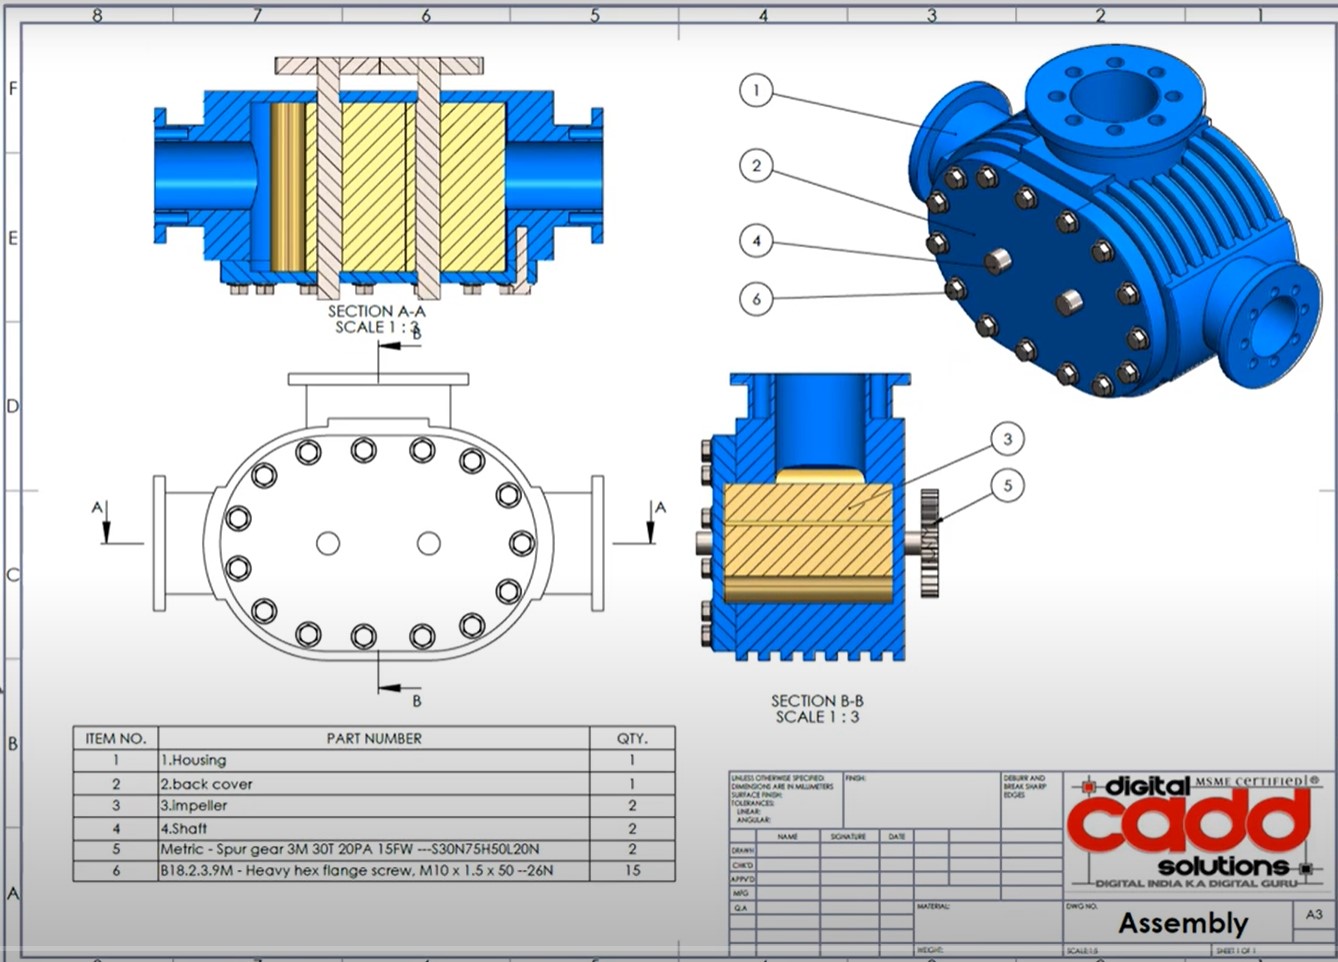 8 7 6 5 4 3 2 1
F
E
D
C
B
A
SECTION A-A
SCALE 1 : 3
B
A A
B
1
2
4
6
3
5
SECTION B-B
SCALE 1 : 3
ITEM NO. PART NUMBER QTY.
1 1.Housing 1
2 2.back cover 1
3 3.impeller 2
4 4.Shaft 2
5 Metric - Spur gear 3M 30T 20PA 15FW ---S30N75H50L20N 2
6 B18.2.3.9M - Heavy hex flange screw, M10 x 1.5 x 50 --26N 15
UNLESS OTHERWISE SPECIFIED:
DIMENSIONS ARE IN MILLIMETERS
SURFACE FINISH:
TOLERANCES:
LINEAR:
ANGULAR:
FINISH:
DEBURR AND
BREAK SHARP
EDGES
NAME SIGNATURE DATE
DRAWN
CHK'D
APPV'D
MFG
Q.A
MATERIAL:
WEIGHT:
digital MSME CERTIFIED ®
cadd
solutions
DIGITAL INDIA KA DIGITAL GURU
DWG NO.
Assembly
A3
SCALE:1:5
SHEET 1 OF 1